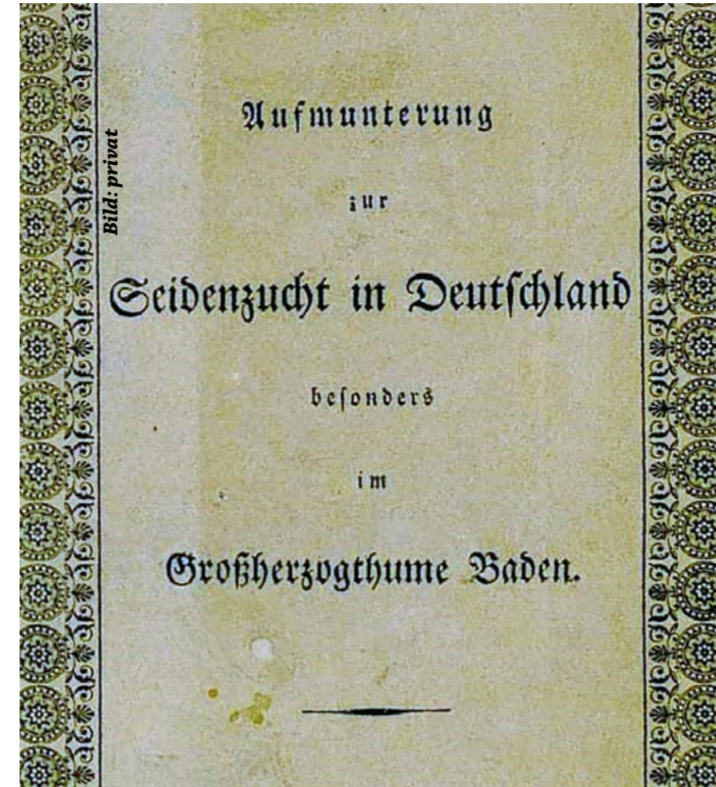 Aufmunterung
zur
Seidenzucht in Deutſchland
beſonders
im
Großherzogthume Baden.
Bild: privat